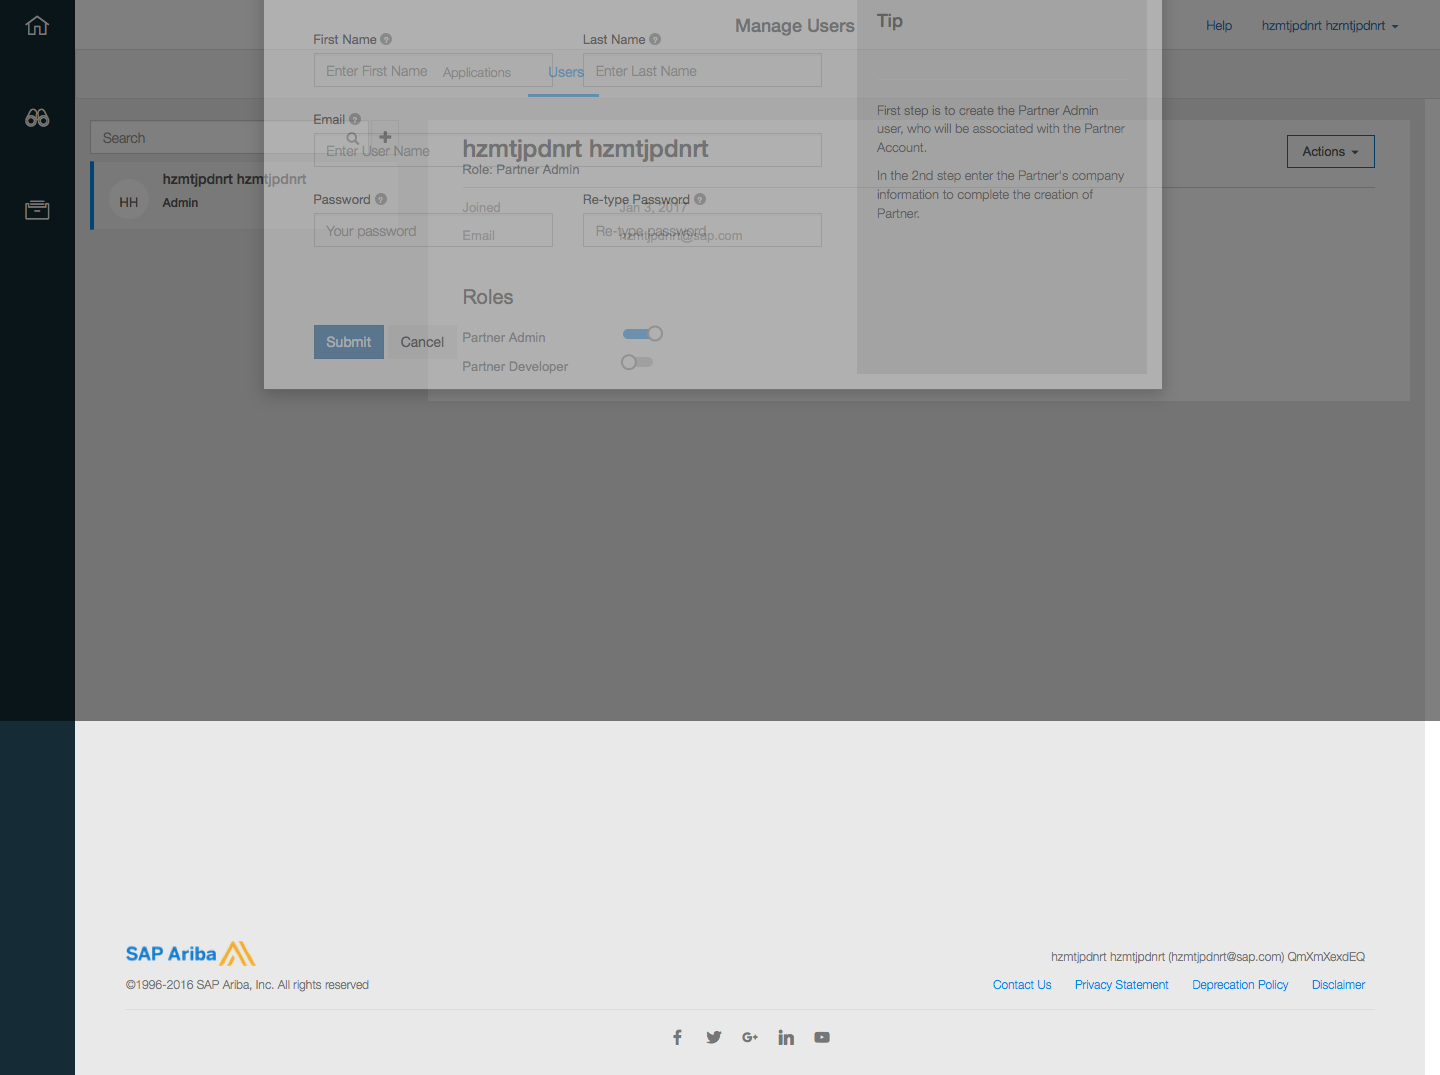 Manage Users
Help
hzmtjpdnrt hzmtjpdnrt
Applications
Users
Search
hzmtjpdnrt hzmtjpdnrt
HH
Admin
First Name
Last Name
Enter First Name
Enter Last Name
Email
Enter User Name
Password
Re-type Password
Your password
Re-type password
Submit
Cancel
Tip
First step is to create the Partner Admin
user, who will be associated with the Partner
Account.
In the 2nd step enter the Partner's company
information to complete the creation of
Partner.
hzmtjpdnrt hzmtjpdnrt
Role: Partner Admin
Actions
Joined
Jan 3, 2017
Email
hzmtjpdnrt@sap.com
Roles
Partner Admin
Partner Developer
SAP Ariba
©1996-2016 SAP Ariba, Inc. All rights reserved
hzmtjpdnrt hzmtjpdnrt (hzmtjpdnrt@sap.com) QmXmXexdEQ
Contact Us
Privacy Statement
Deprecation Policy
Disclaimer